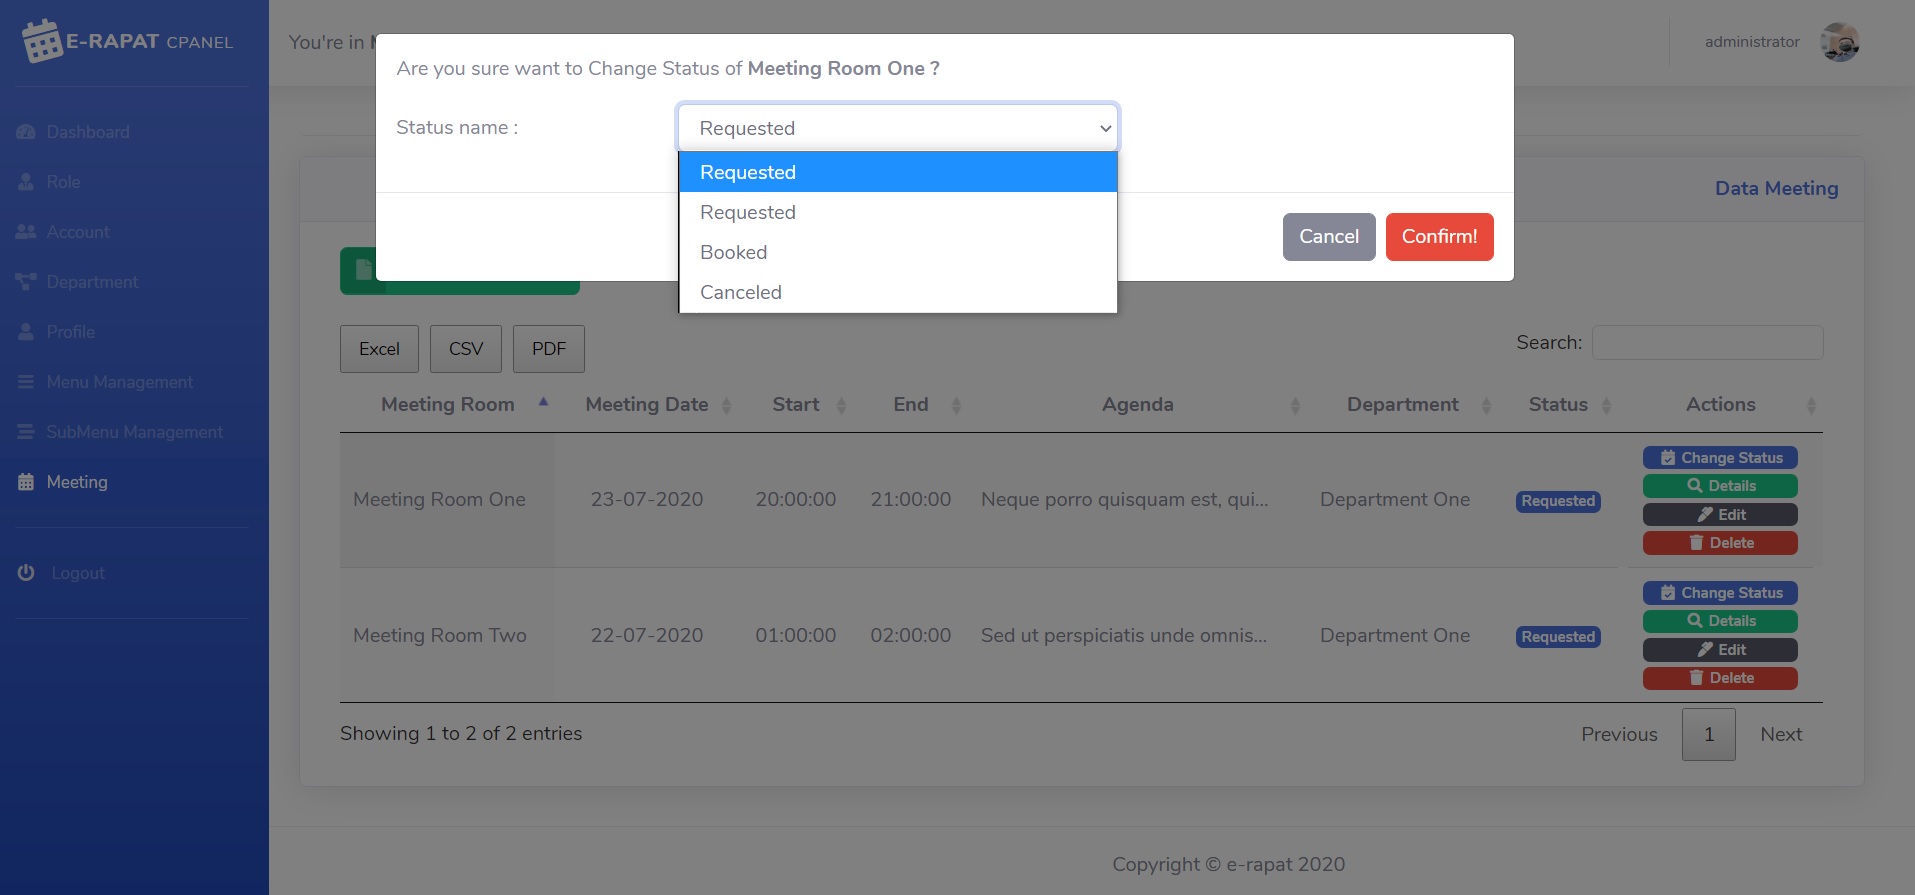 E-RAPAT CPANEL
Dashboard
Role
Account
Department
Profile
Menu Management
SubMenu Management
Meeting
Logout
You're in
administrator
Are you sure want to Change Status of Meeting Room One ?
Status name :
Requested
Requested
Requested
Booked
Canceled
Cancel
Confirm!
Data Meeting
Excel CSV PDF
Search:
Meeting Room Meeting Date Start End Agenda Department Status Actions
Meeting Room One 23-07-2020 20:00:00 21:00:00 Neque porro quisquam est, qui... Department One Requested
Change Status
Details
Edit
Delete
Meeting Room Two 22-07-2020 01:00:00 02:00:00 Sed ut perspiciatis unde omnis... Department One Requested
Change Status
Details
Edit
Delete
Showing 1 to 2 of 2 entries
Previous 1 Next
Copyright © e-rapat 2020